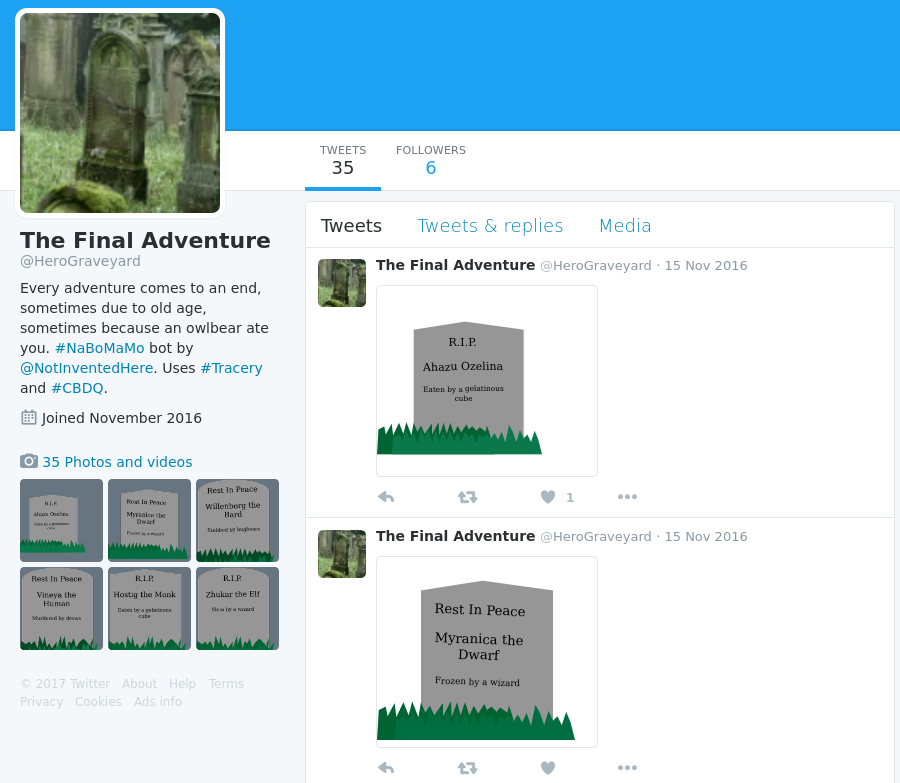 TWEETS
35
FOLLOWERS
6
The Final Adventure
@HeroGraveyard
Every adventure comes to an end,
sometimes due to old age,
sometimes because an owlbear ate
you. #NaBoMaMo bot by
@NotInventedHere. Uses #Tracery
and #CBDQ.
Joined November 2016
35 Photos and videos
R.I.P.
Ahazu Ozelina
Eaten by a gelatinous
cube
Rest In Peace
Myranica the
Dwarf
Frozen by a wizard
Rest In Peace
Willenborg the
Bard
Stabbed by bugbears
Rest In Peace
Vineya the
Human
Murdered by drows
R.I.P.
Hostig the Monk
Eaten by a gelatinous
cube
R.I.P.
Zhukar the Elf
Slain by a wizard
© 2017 Twitter About Help Terms
Privacy Cookies Ads info
Tweets Tweets & replies Media
The Final Adventure @HeroGraveyard · 15 Nov 2016
R.I.P.
Ahazu Ozelina
Eaten by a gelatinous
cube
1
The Final Adventure @HeroGraveyard · 15 Nov 2016
Rest In Peace
Myranica the
Dwarf
Frozen by a wizard